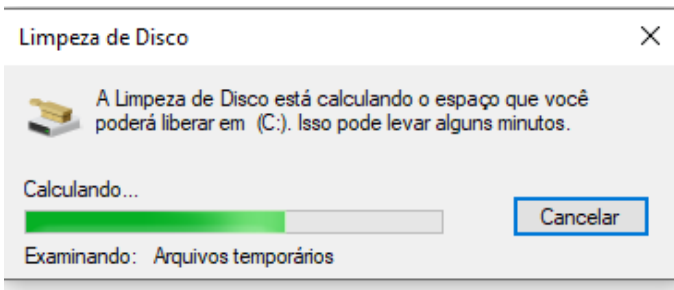 Limpeza de Disco
A Limpeza de Disco está calculando o espaço que você
poderá liberar em  (C:). Isso pode levar alguns minutos.
Calculando...
Cancelar
Examinando:   Arquivos temporários